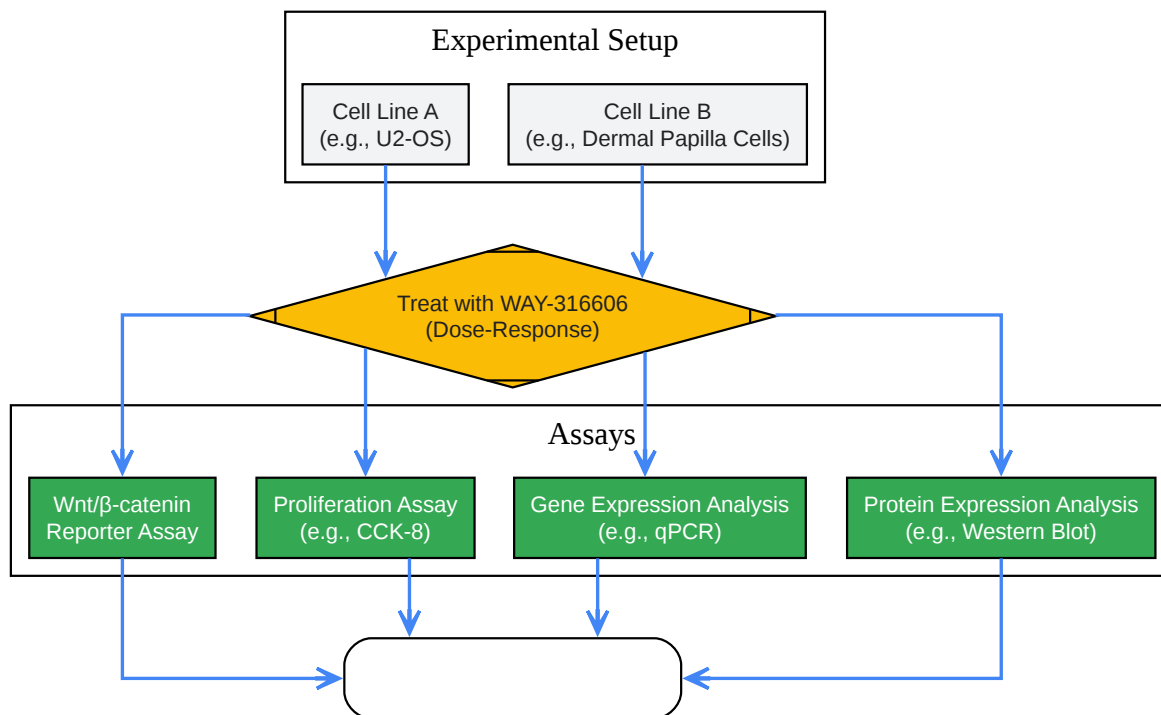 Experimental Setup
Cell Line A
(e.g., U2-OS)
Cell Line B
(e.g., Dermal Papilla Cells)
Treat with WAY-316606
(Dose-Response)
Assays
Wnt/β-catenin
Reporter Assay
Proliferation Assay
(e.g., CCK-8)
Gene Expression Analysis
(e.g., qPCR)
Protein Expression Analysis
(e.g., Western Blot)